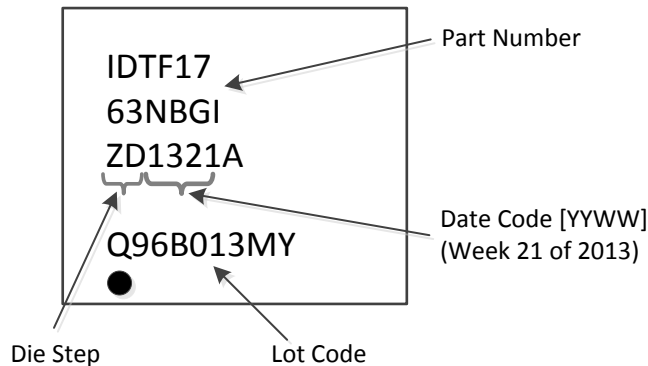 IDTF17
63NBGI
ZD1321A
Q96B013MY
Part Number
Date Code [YYWW]
(Week 21 of 2013)
Die Step
Lot Code